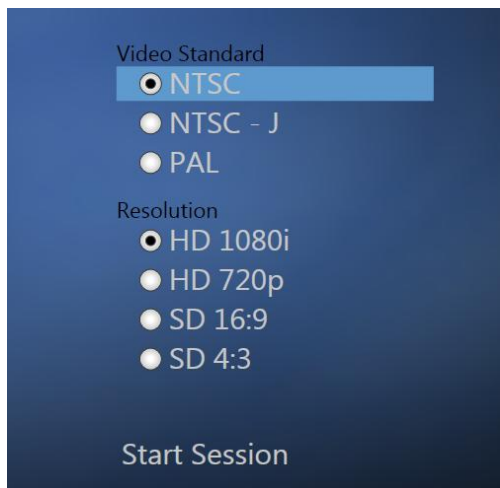 Video Standard
NTSC
NTSC - J
PAL
Resolution
HD 1080i
HD 720p
SD 16:9
SD 4:3
Start Session